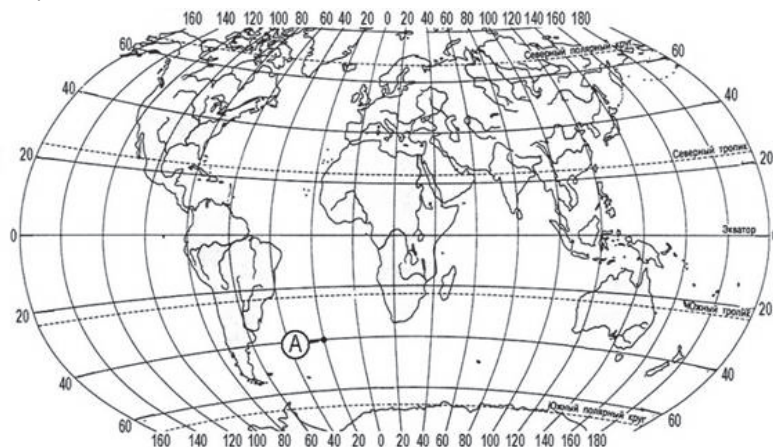 160 140 120 100 80 60 40 20 0 20 40 60 80 100 120 140 160 180
60 Северный полярный круг 60
40 40
20 Северный тропик 20
0 Экватор 0
20 Южный тропик 20
А
40 40
60 Южный полярный круг 60
160 140 120 100 80 60 40 20 0 20 40 60 80 100 120 140 160 180